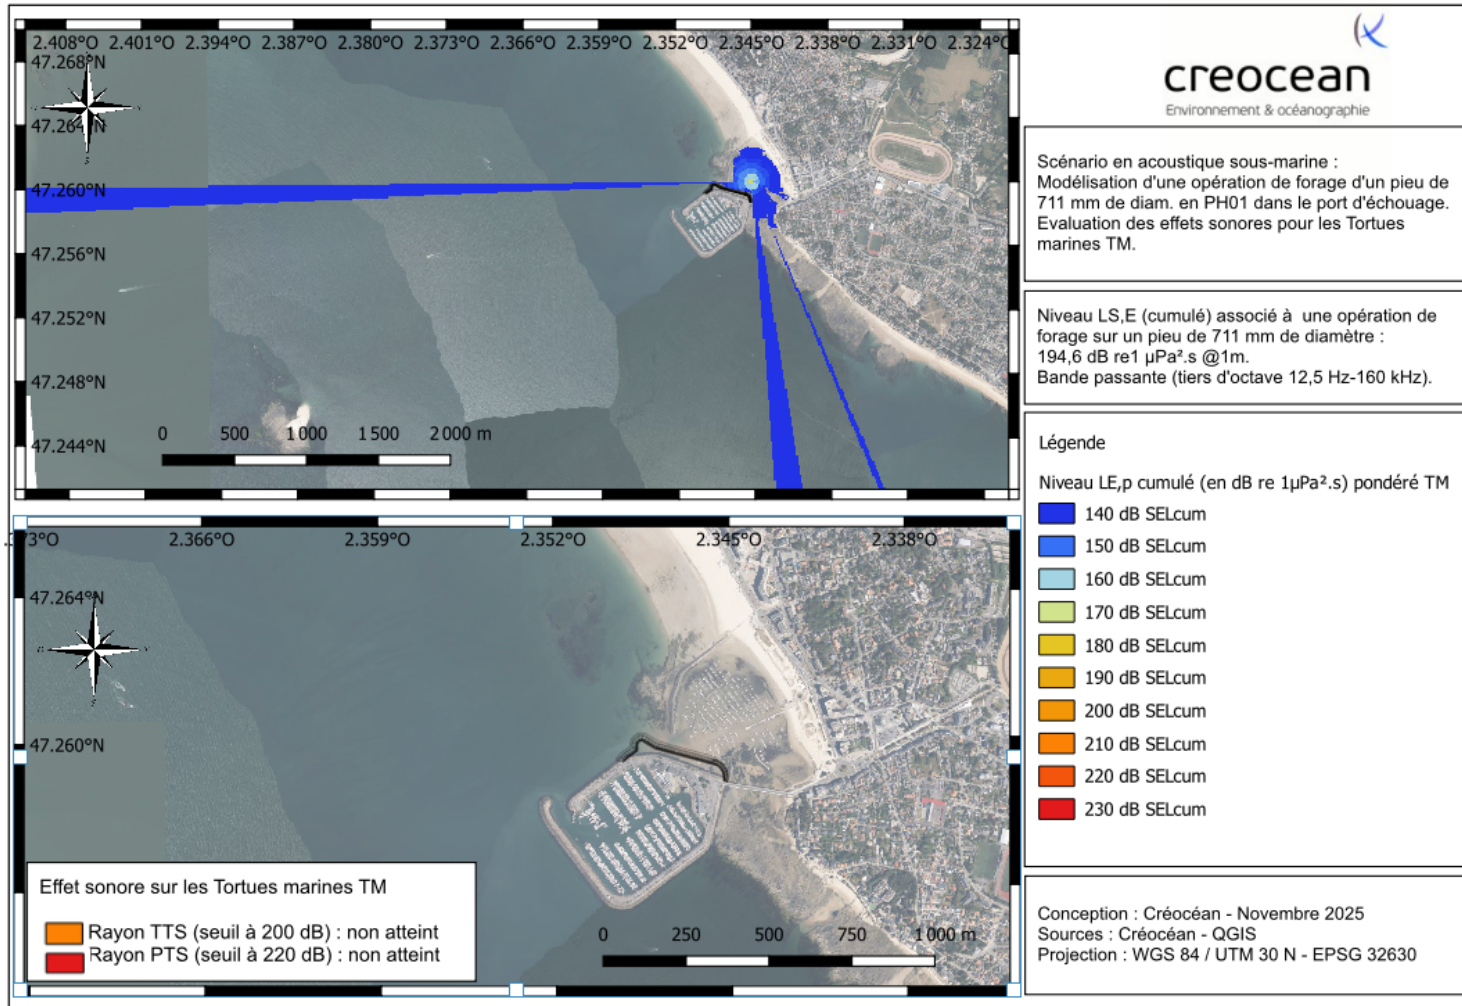 2.408°O 2.401°O 2.394°O 2.387°O 2.380°O 2.373°O 2.366°O 2.359°O 2.352°O 2.345°O 2.338°O 2.331°O 2.324°O
47.268°N
47.264°N
47.260°N
47.256°N
47.252°N
47.248°N
47.244°N
0 500 1 000 1 500 2 000 m
creocean
Environnement & océanographie
Scénario en acoustique sous-marine :
Modélisation d'une opération de forage d'un pieu de
711 mm de diam. en PH01 dans le port d'échouage.
Evaluation des effets sonores pour les Tortues
marines TM.
Niveau LS,E (cumulé) associé à une opération de
forage sur un pieu de 711 mm de diamètre :
194,6 dB re1 µPa².s @1m.
Bande passante (tiers d'octave 12,5 Hz-160 kHz).
Légende
Niveau LE,p cumulé (en dB re 1µPa².s) pondéré TM
140 dB SELcum
150 dB SELcum
160 dB SELcum
170 dB SELcum
180 dB SELcum
190 dB SELcum
200 dB SELcum
210 dB SELcum
220 dB SELcum
230 dB SELcum
2.366°O 2.359°O 2.352°O 2.345°O 2.338°O
47.264°N
47.260°N
Effet sonore sur les Tortues marines TM
Rayon TTS (seuil à 200 dB) : non atteint
Rayon PTS (seuil à 220 dB) : non atteint
0 250 500 750 1 000 m
Conception : Créocéan - Novembre 2025
Sources : Créocéan - QGIS
Projection : WGS 84 / UTM 30 N - EPSG 32630